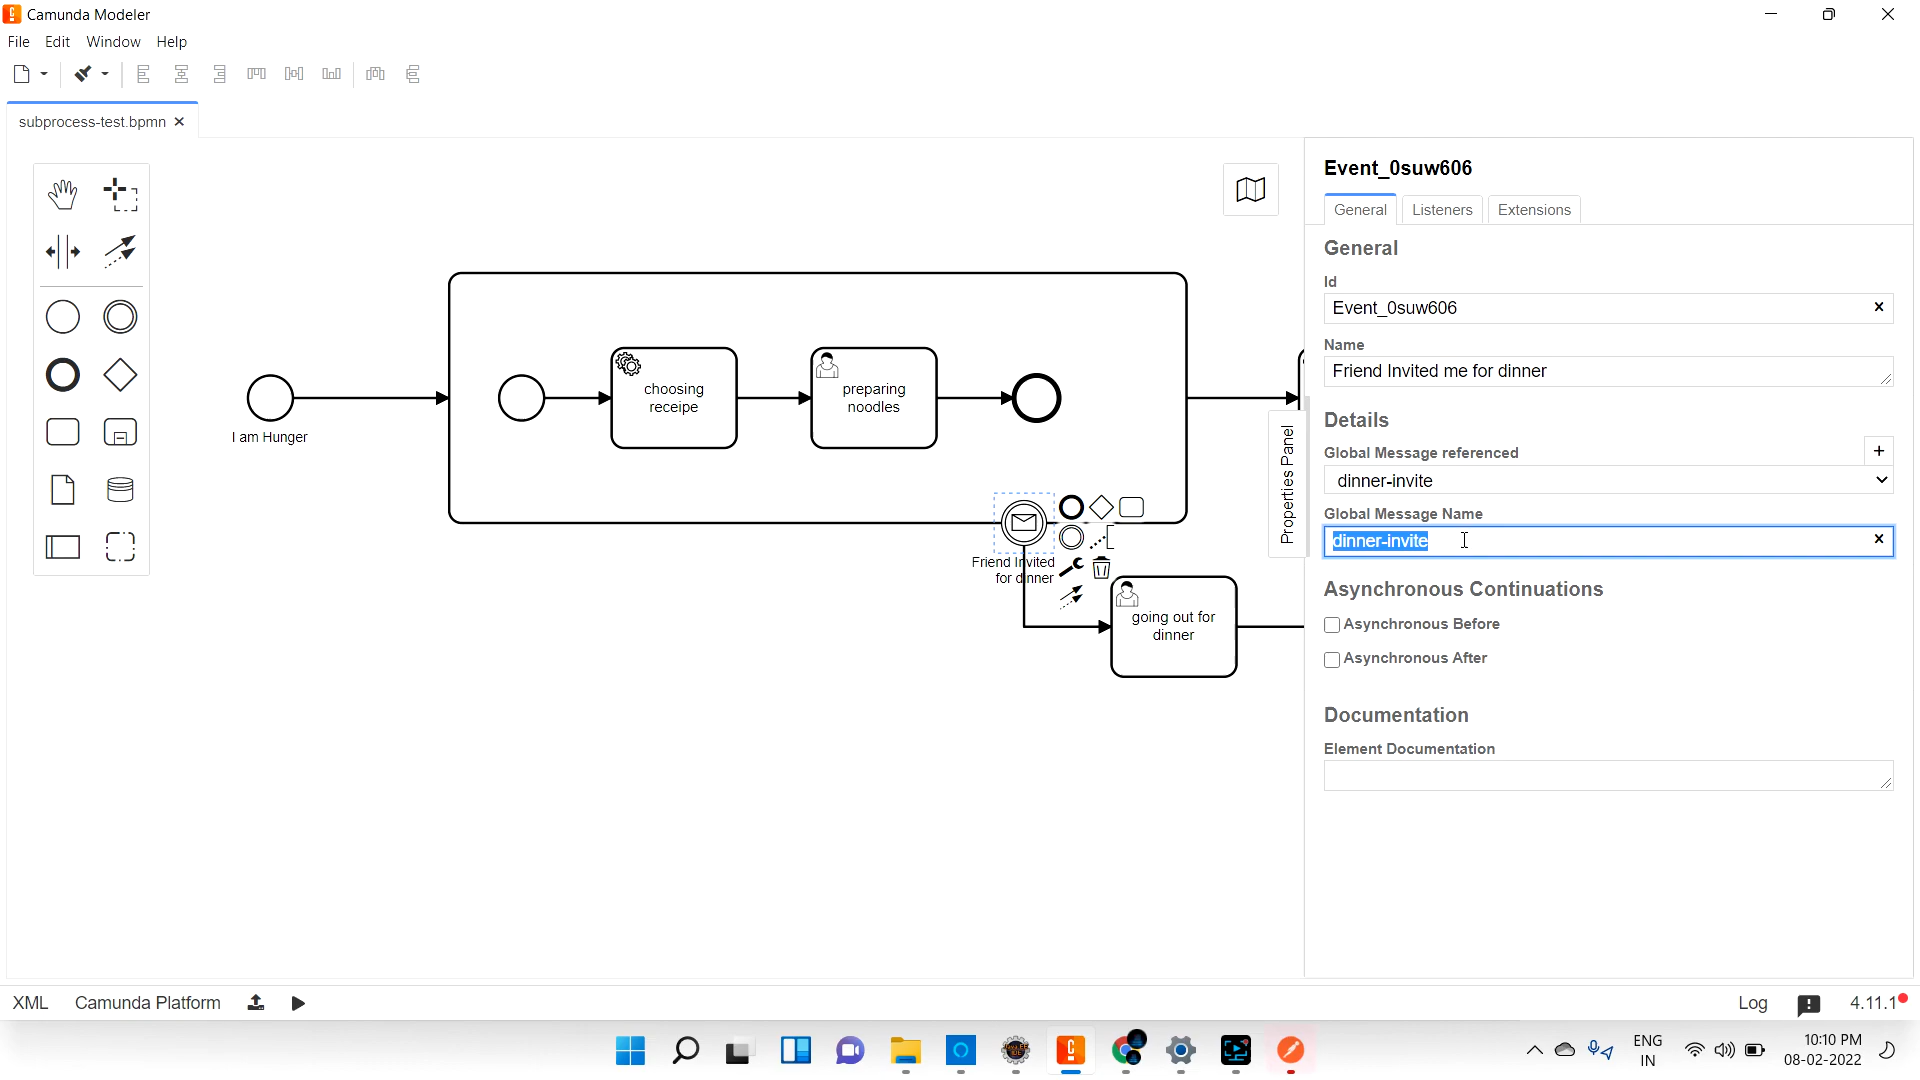 Camunda Modeler
File Edit Window Help
subprocess-test.bpmn
I am Hunger
choosing
receipe
preparing
noodles
Friend Invited
for dinner
going out for
dinner
Properties Panel
Event_0suw606
General Listeners Extensions
General
Id
Event_0suw606
Name
Friend Invited me for dinner
Details
Global Message referenced
dinner-invite
Global Message Name
dinner-invite
Asynchronous Continuations
Asynchronous Before
Asynchronous After
Documentation
Element Documentation
XML Camunda Platform Log 4.11.1
ENG
IN
10:10 PM
08-02-2022